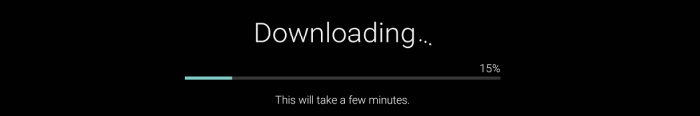 Downloading...
15%
This will take a few minutes.